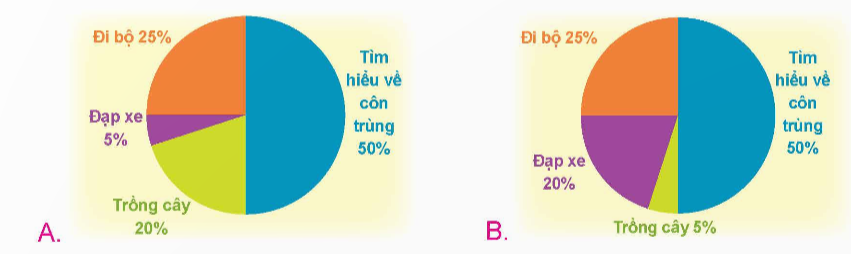 Đi bộ 25%
Tìm
hiểu về
côn
trùng
50%
Đạp xe
5%
Trồng cây
20%
A.
Đi bộ 25%
Tìm
hiểu về
côn
trùng
50%
Đạp xe
20%
Trồng cây 5%
B.